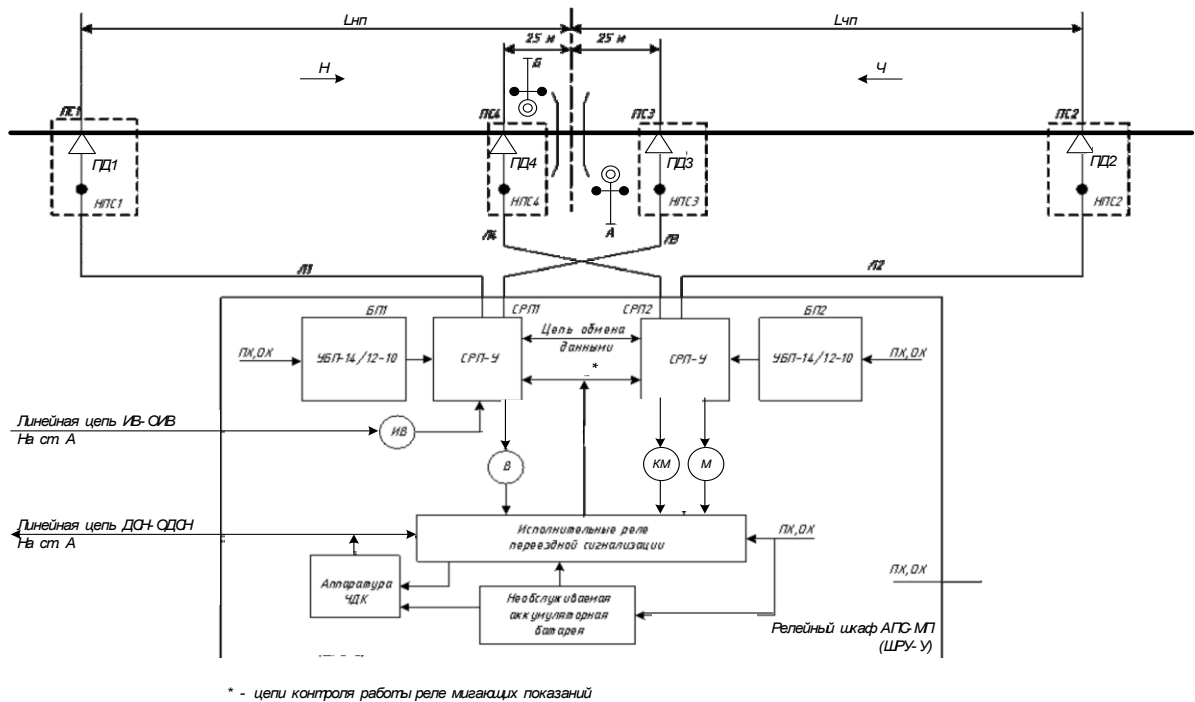 Lнп
Lчп
25 м
25 м
Б
Н
Ч
ПС1
ПС4
ПС3
ПС2
ПД1
ПД4
ПД3
ПД2
НПС1
НПС4
НПС3
НПС2
А
Л4
Л3
Л1
Л2
БП1
СРП1
СРП2
БП2
Цепь обмена
данными
ПХ,ОХ
УБП-14/12-10
СРП-У
СРП-У
УБП-14/12-10
ПХ,ОХ
*
Линейная цепь ИВ-ОИВ
На ст А
ИВ
В
КМ
М
Линейная цепь ДСН-ОДСН
На ст А
Исполнительные реле
переездной сигнализации
ПХ,ОХ
ПХ,ОХ
Аппаратура
ЧДК
Необслуживаемая
аккумуляторная
батарея
Релейный шкаф АПС-МП
(ШРУ-У)
* - цепи контроля работы реле мигающих показаний